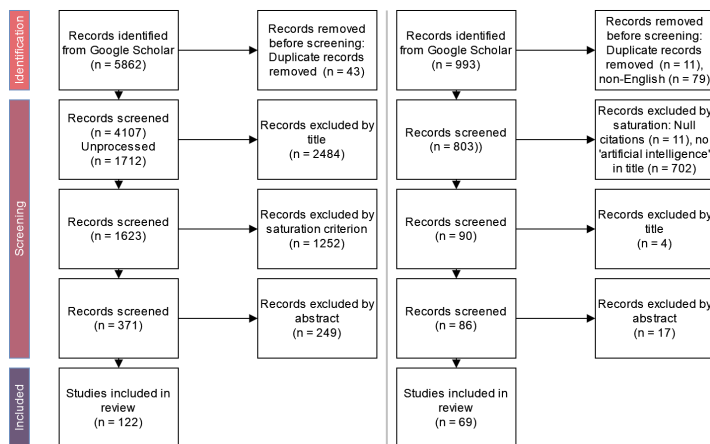 Identification
Records identified
from Google Scholar
(n = 5862)
Records removed
before screening:
Duplicate records
removed (n = 43)
Screening
Records screened
(n = 4107)
Unprocessed
(n = 1712)
Records excluded by
title
(n = 2484)
Records screened
(n = 1623)
Records excluded by
saturation criterion
(n = 1252)
Records screened
(n = 371)
Records excluded by
abstract
(n = 249)
Included
Studies included in
review
(n = 122)
Records identified
from Google Scholar
(n = 993)
Records removed
before screening:
Duplicate records
removed (n = 11),
non-English (n = 79)
Records screened
(n = 803))
Records excluded by
saturation: Null
citations (n = 11), no
'artificial intelligence'
in title (n = 702)
Records screened
(n = 90)
Records excluded by
title
(n = 4)
Records screened
(n = 86)
Records excluded by
abstract
(n = 17)
Studies included in
review
(n = 69)